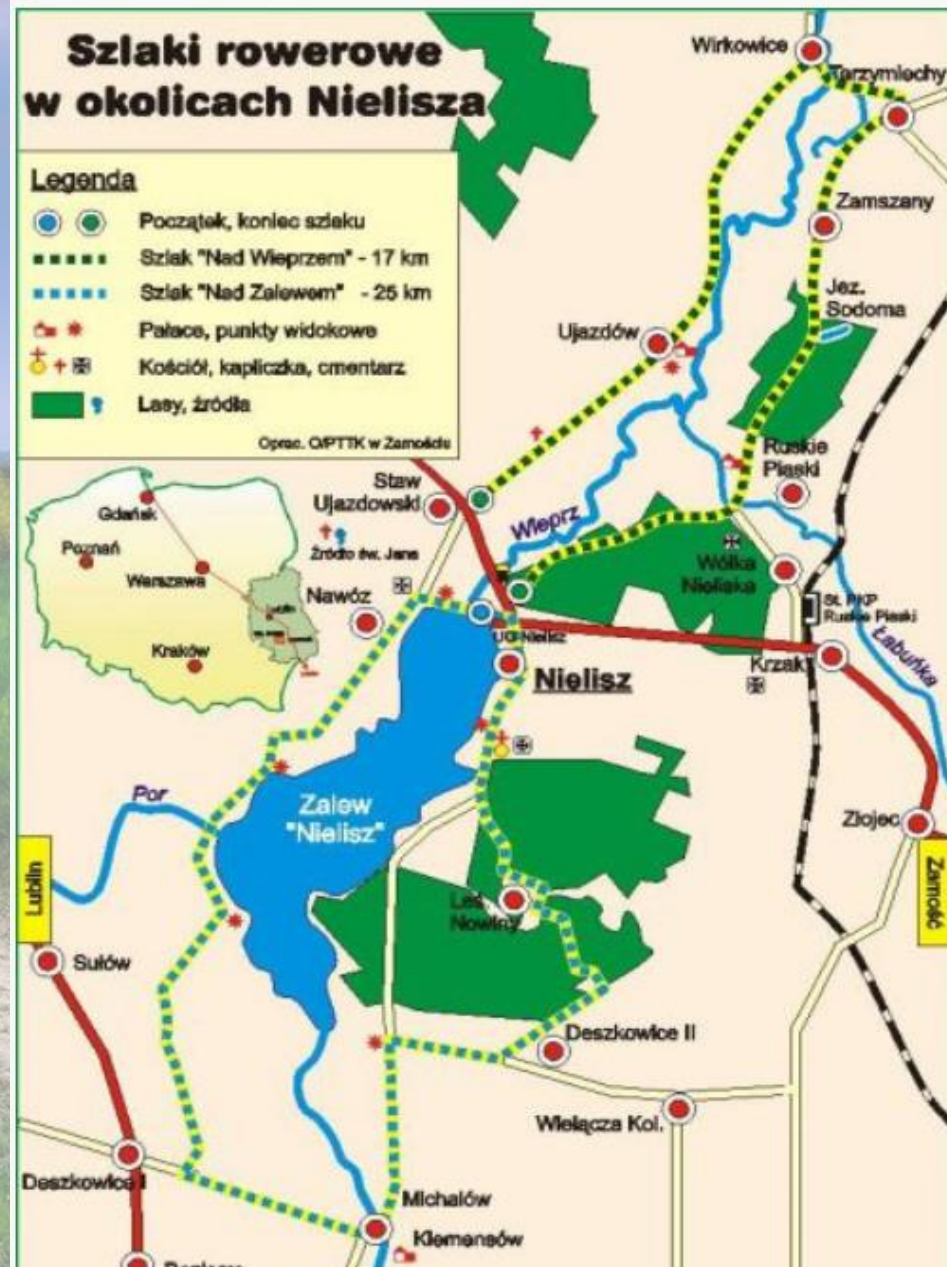 Szlaki rowerowe
w okolicach Nielisza
Legenda
Początek, koniec szlaku
Szlak "Nad Wieprzem" - 17 km
Szlak "Nad Zalewem" - 25 km
Pałace, punkty widokowe
Kościół, kapliczka, cmentarz
Lasy, źródła
Oprac. O/PTTK w Zamościu
Wirkowice
Tarzymiechy
Zamszany
Jez.
Sodoma
Ujazdów
Ruskie
Piaski
Staw
Ujazdowski
Wieprz
Źródło św. Jana
Gdańsk
Poznań
Warszawa
Lublin
Kraków
Nawóz
Wólka
Nieliska
St. PKP
Ruskie Piaski
Łabuńka
UG Nielisz
Nielisz
Krzak
Por
Zalew
"Nielisz"
Złojec
Lublin
Zamość
Leś.
Nowiny
Sułów
Deszkowice II
Wielącza Kol.
Deszkowice I
Michalów
Klemensów